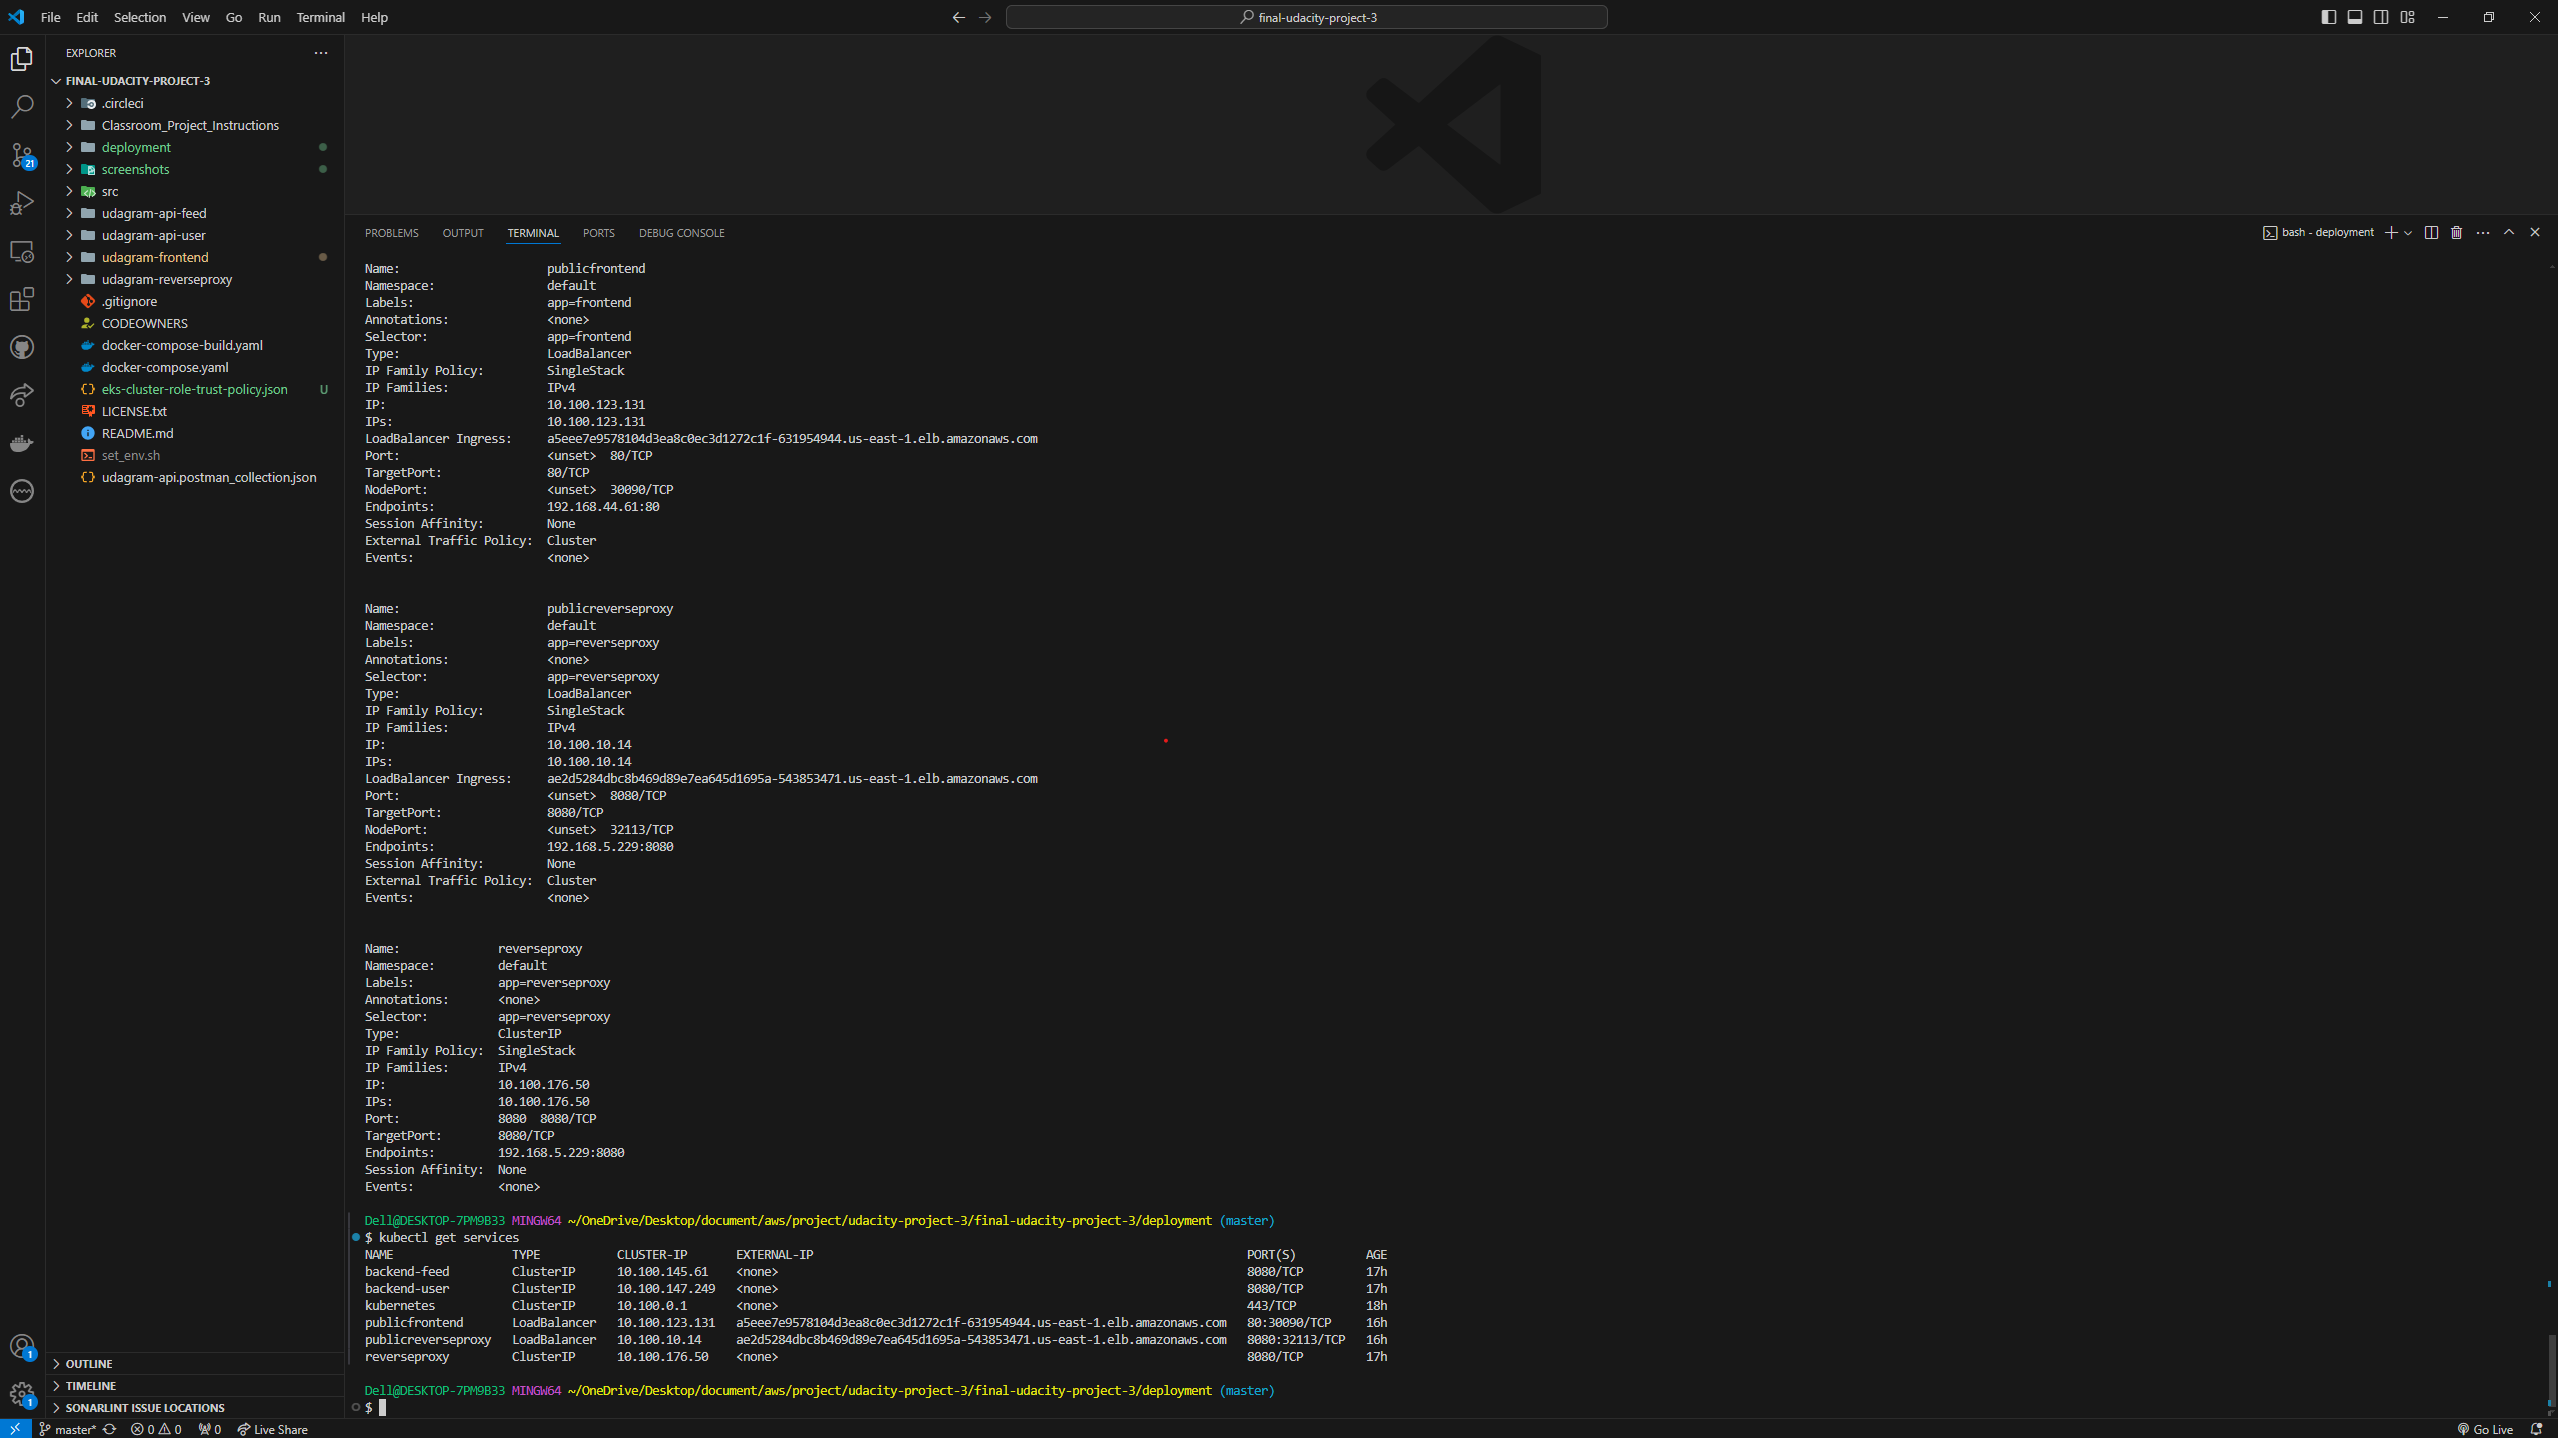 File Edit Selection View Go Run Terminal Help
final-udacity-project-3
EXPLORER
FINAL-UDACITY-PROJECT-3
.circleci
Classroom_Project_Instructions
deployment
screenshots
src
udagram-api-feed
udagram-api-user
udagram-frontend
udagram-reverseproxy
.gitignore
CODEOWNERS
docker-compose-build.yaml
docker-compose.yaml
eks-cluster-role-trust-policy.json U
LICENSE.txt
README.md
set_env.sh
udagram-api.postman_collection.json
OUTLINE
TIMELINE
SONARLINT ISSUE LOCATIONS
21
1
1
PROBLEMS OUTPUT TERMINAL PORTS DEBUG CONSOLE
bash - deployment
Name: publicfrontend
Namespace: default
Labels: app=frontend
Annotations: <none>
Selector: app=frontend
Type: LoadBalancer
IP Family Policy: SingleStack
IP Families: IPv4
IP: 10.100.123.131
IPs: 10.100.123.131
LoadBalancer Ingress: a5eee7e9578104d3ea8c0ec3d1272c1f-631954944.us-east-1.elb.amazonaws.com
Port: <unset> 80/TCP
TargetPort: 80/TCP
NodePort: <unset> 30090/TCP
Endpoints: 192.168.44.61:80
Session Affinity: None
External Traffic Policy: Cluster
Events: <none>
Name: publicreverseproxy
Namespace: default
Labels: app=reverseproxy
Annotations: <none>
Selector: app=reverseproxy
Type: LoadBalancer
IP Family Policy: SingleStack
IP Families: IPv4
IP: 10.100.10.14
IPs: 10.100.10.14
LoadBalancer Ingress: ae2d5284dbc8b469d89e7ea645d1695a-543853471.us-east-1.elb.amazonaws.com
Port: <unset> 8080/TCP
TargetPort: 8080/TCP
NodePort: <unset> 32113/TCP
Endpoints: 192.168.5.229:8080
Session Affinity: None
External Traffic Policy: Cluster
Events: <none>
Name: reverseproxy
Namespace: default
Labels: app=reverseproxy
Annotations: <none>
Selector: app=reverseproxy
Type: ClusterIP
IP Family Policy: SingleStack
IP Families: IPv4
IP: 10.100.176.50
IPs: 10.100.176.50
Port: 8080 8080/TCP
TargetPort: 8080/TCP
Endpoints: 192.168.5.229:8080
Session Affinity: None
Events: <none>
Dell@DESKTOP-7PM9B33 MINGW64 ~/OneDrive/Desktop/document/aws/project/udacity-project-3/final-udacity-project-3/deployment (master)
$ kubectl get services
NAME TYPE CLUSTER-IP EXTERNAL-IP PORT(S) AGE
backend-feed ClusterIP 10.100.145.61 <none> 8080/TCP 17h
backend-user ClusterIP 10.100.147.249 <none> 8080/TCP 17h
kubernetes ClusterIP 10.100.0.1 <none> 443/TCP 18h
publicfrontend LoadBalancer 10.100.123.131 a5eee7e9578104d3ea8c0ec3d1272c1f-631954944.us-east-1.elb.amazonaws.com 80:30090/TCP 16h
publicreverseproxy LoadBalancer 10.100.10.14 ae2d5284dbc8b469d89e7ea645d1695a-543853471.us-east-1.elb.amazonaws.com 8080:32113/TCP 16h
reverseproxy ClusterIP 10.100.176.50 <none> 8080/TCP 17h
Dell@DESKTOP-7PM9B33 MINGW64 ~/OneDrive/Desktop/document/aws/project/udacity-project-3/final-udacity-project-3/deployment (master)
$
master* 0 0 0 Live Share Go Live